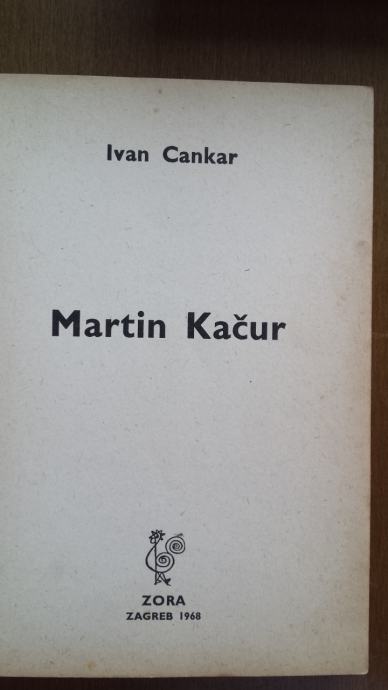 Ivan Cankar
Martin Kačur
ZORA
ZAGREB 1968